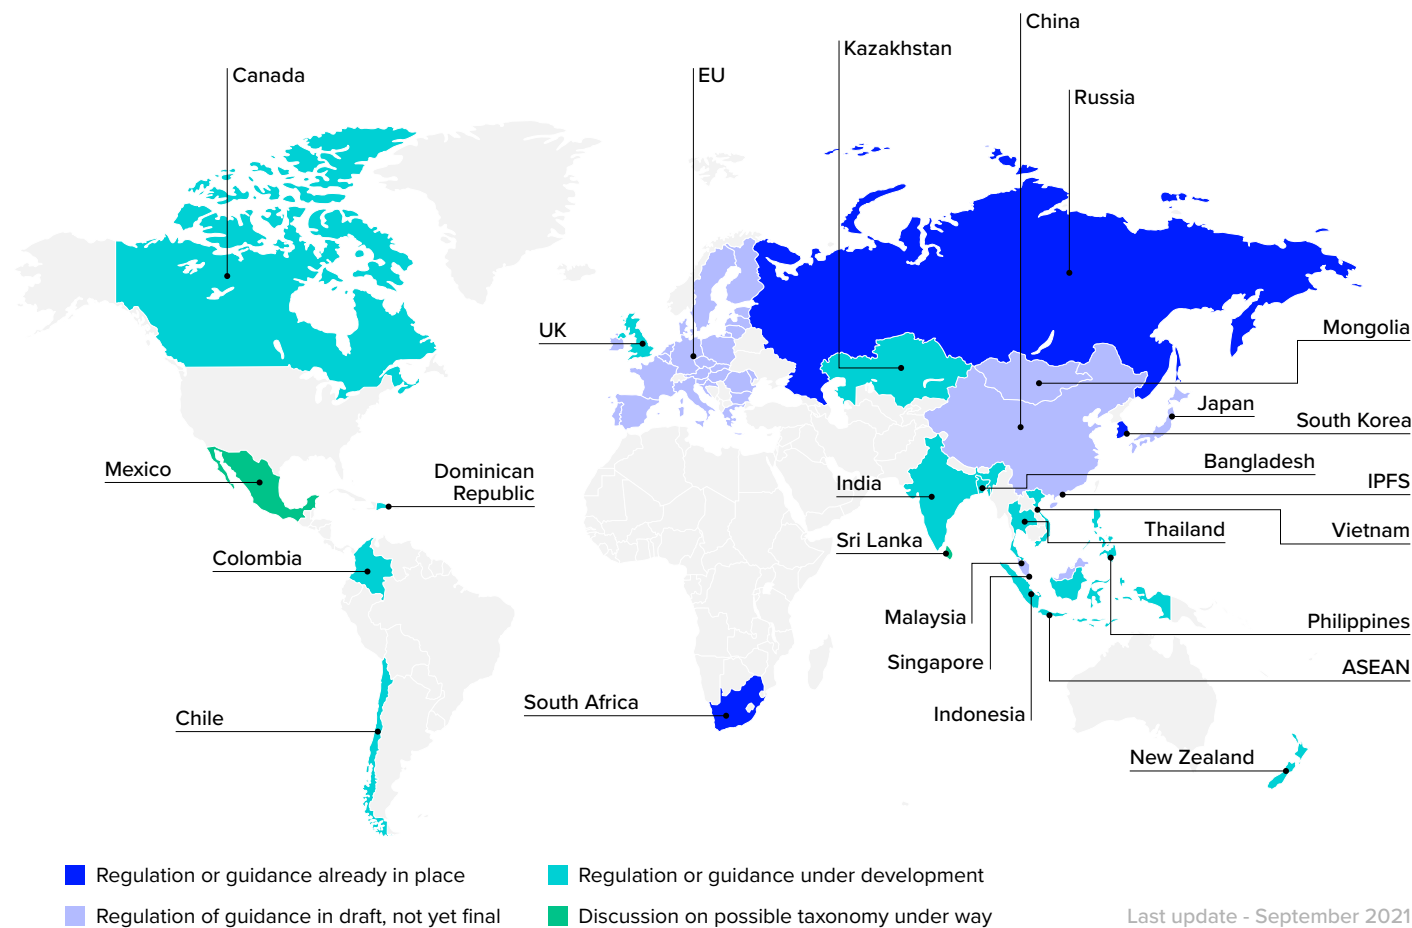 China
Kazakhstan
Canada
EU
Russia
UK
Mongolia
Japan
South Korea
Bangladesh
Mexico
Dominican
Republic
India
IPFS
Thailand
Vietnam
Sri Lanka
Colombia
Malaysia
Philippines
Singapore
ASEAN
South Africa
Indonesia
Chile
New Zealand
Regulation or guidance already in place
Regulation or guidance under development
Regulation of guidance in draft, not yet final
Discussion on possible taxonomy under way
Last update - September 2021